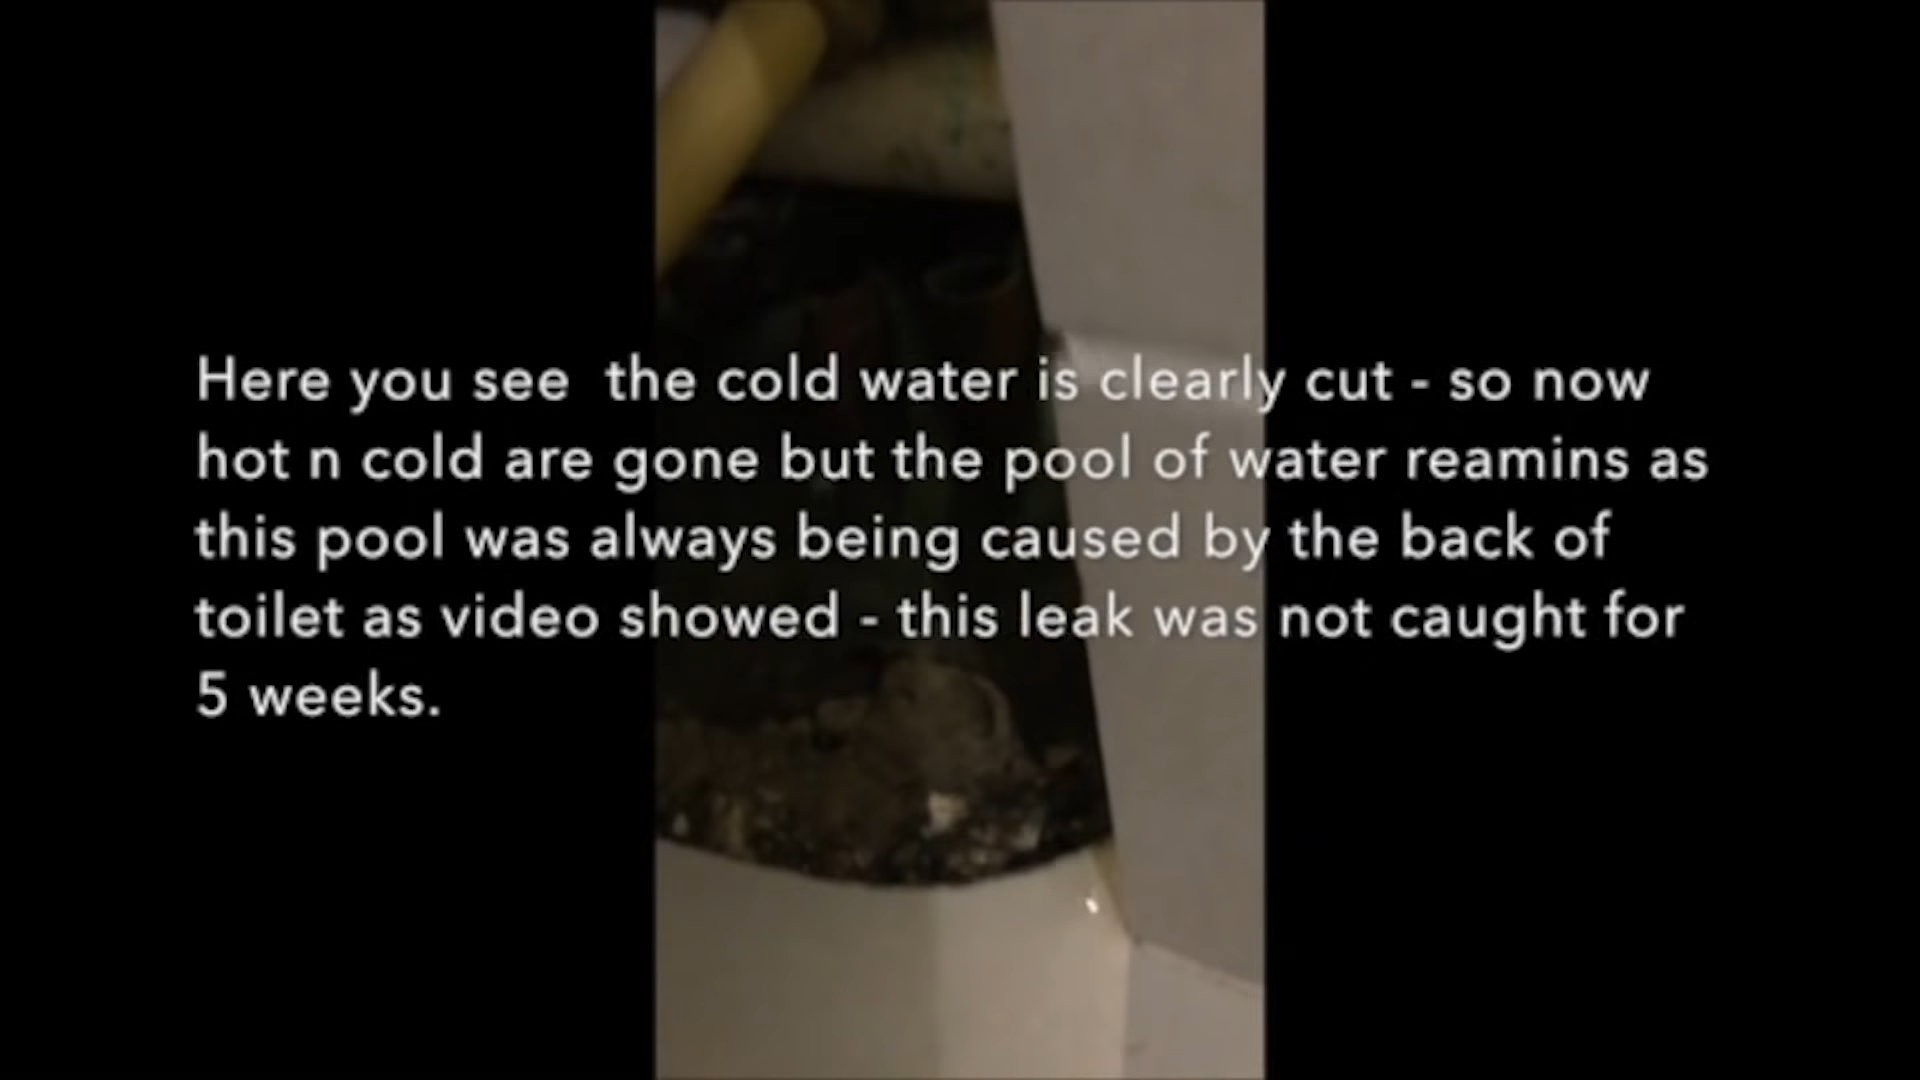 Here you see  the cold water is clearly cut - so now
hot n cold are gone but the pool of water reamins as
this pool was always being caused by the back of
toilet as video showed - this leak was not caught for
5 weeks.